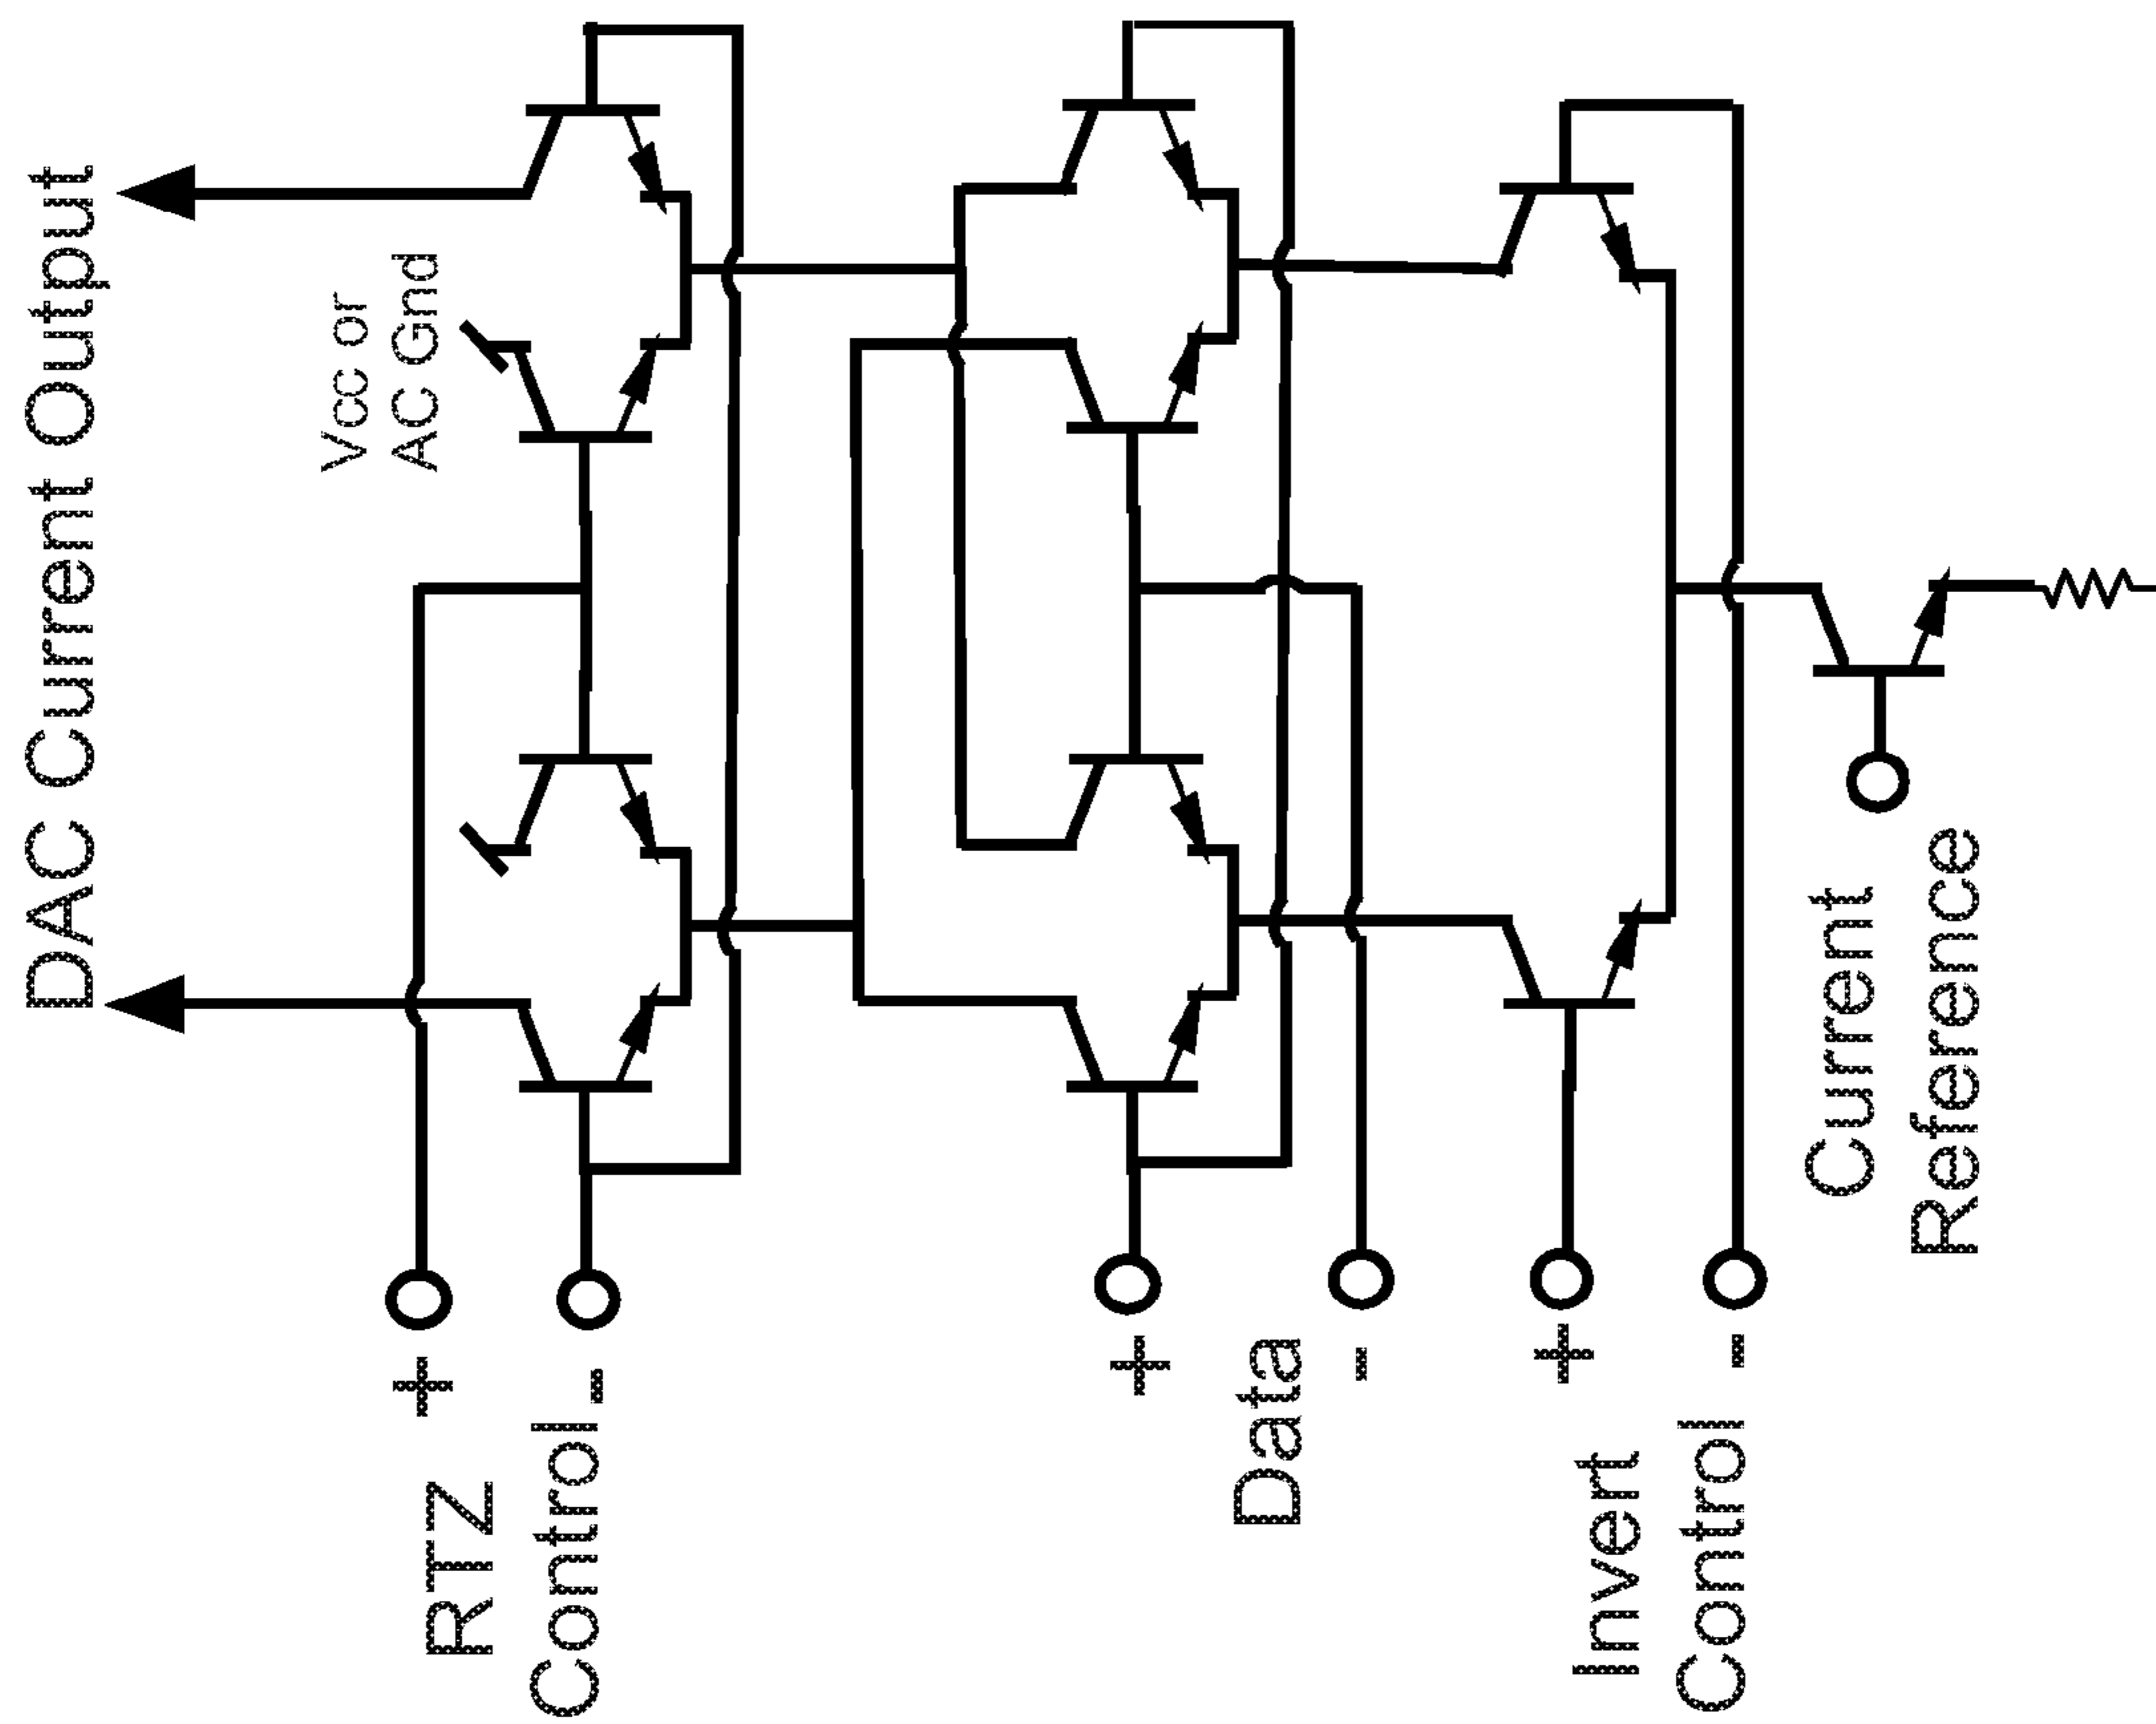 DAC Current Output
Vcc or
AC Gnd
+
RTZ
Control -
+
Data
-
+
Invert
Control -
Current
Reference